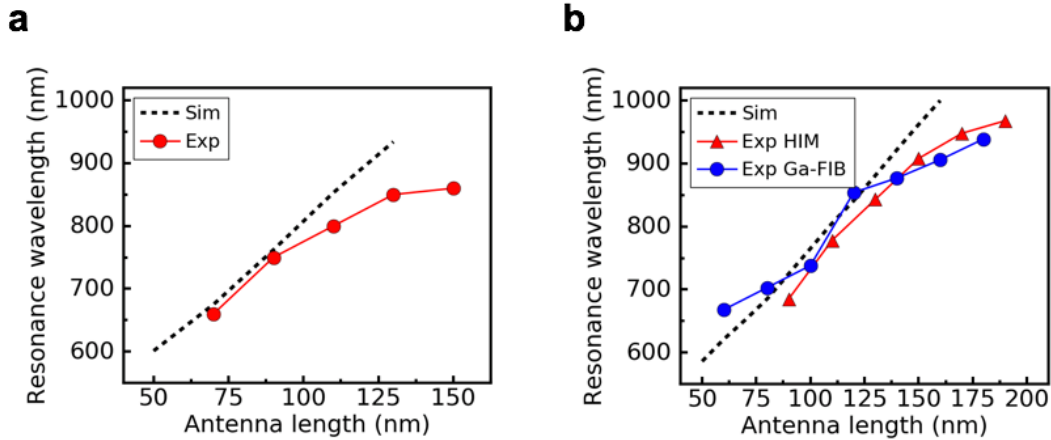 a
b
Resonance wavelength (nm)
1000
900
800
700
600
Sim
Exp
50
75
100
125
150
Antenna length (nm)
Resonance wavelength (nm)
1000
900
800
700
600
Sim
Exp HIM
Exp Ga-FIB
50
75
100
125
150
175
200
Antenna length (nm)